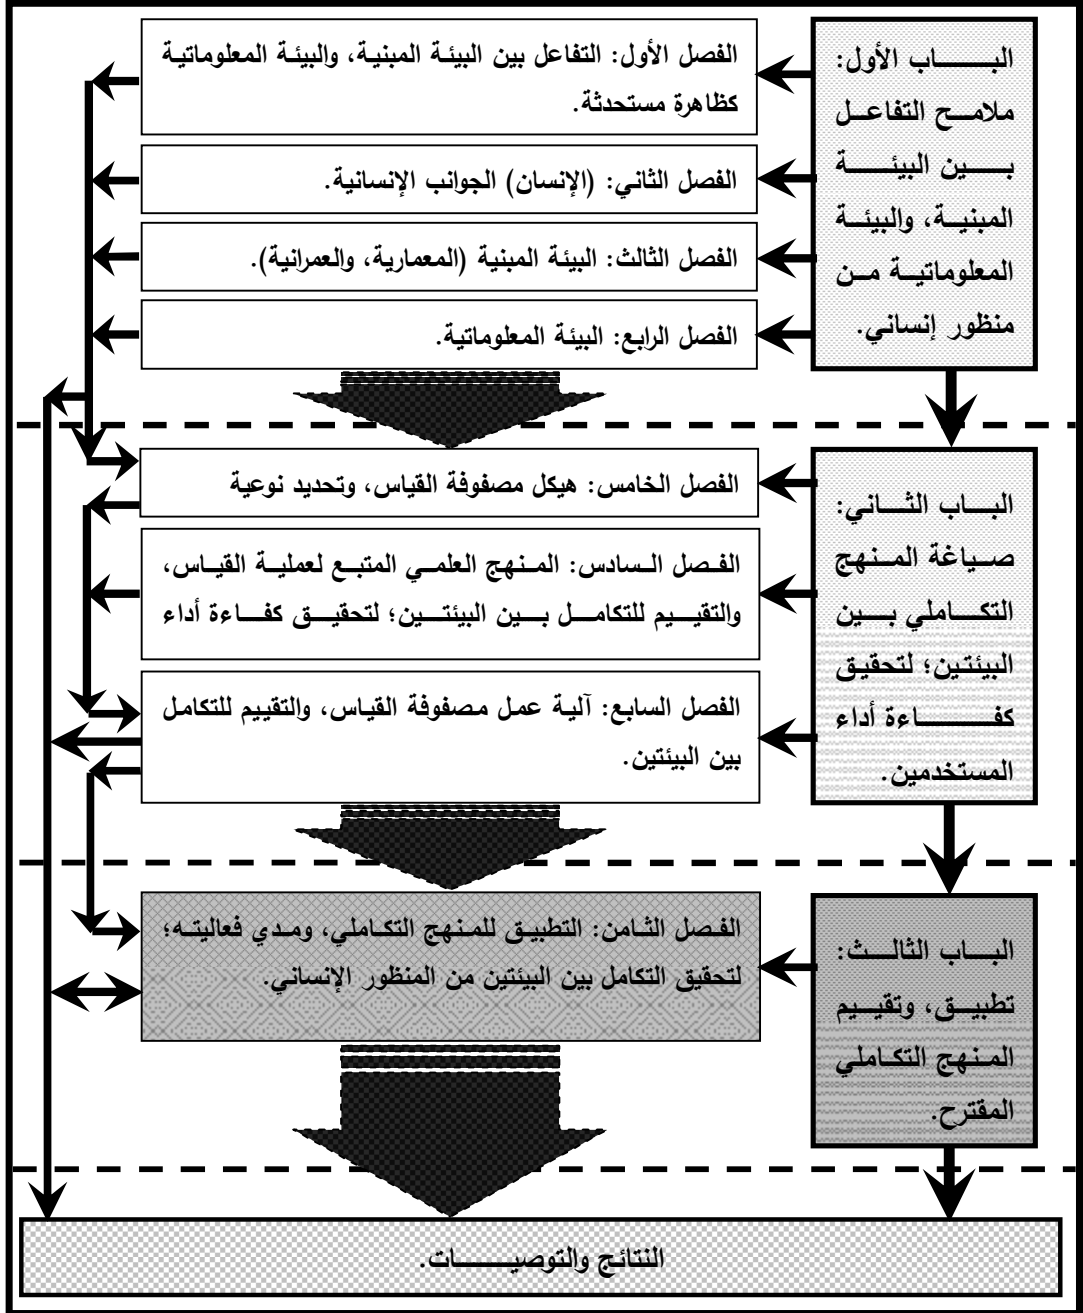 الباب الأول:
ملامح التفاعل
بين البيئة
المبنية، والبيئة
المعلوماتية من
منظور إنساني.
الفصل الأول: التفاعل بين البيئة المبنية، والبيئة المعلوماتية
كظاهرة مستحدثة.
الفصل الثاني: (الإنسان) الجوانب الإنسانية.
الفصل الثالث: البيئة المبنية (المعمارية، والعمرانية).
الفصل الرابع: البيئة المعلوماتية.
الباب الثاني:
صياغة المنهج
التكاملي بين
البيئتين؛ لتحقيق
كفاءة أداء
المستخدمين.
الفصل الخامس: هيكل مصفوفة القياس، وتحديد نوعية
الفصل السادس: المنهج العلمي المتبع لعملية القياس،
والتقييم للتكامل بين البيئتين؛ لتحقيق كفاءة أداء
الفصل السابع: آلية عمل مصفوفة القياس، والتقييم للتكامل
بين البيئتين.
الباب الثالث:
تطبيق، وتقييم
المنهج التكاملي
المقترح.
الفصل الثامن: التطبيق للمنهج التكاملي، ومدي فعاليته؛
لتحقيق التكامل بين البيئتين من المنظور الإنساني.
النتائج والتوصيات.